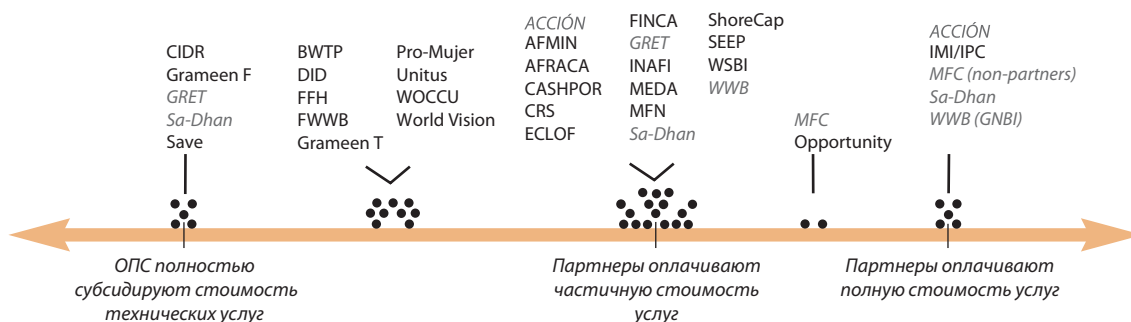 CIDR
Grameen F
GRET
Sa-Dhan
Save
BWTP
DID
FFH
FWWB
Grameen T
Pro-Mujer
Unitus
WOCCU
World Vision
ACCIÓN
AFMIN
AFRACA
CASHPOR
CRS
ECLOF
FINCA
GRET
INAFI
MEDA
MFN
Sa-Dhan
ShoreCap
SEEP
WSBI
WWB
MFC
Opportunity
ACCIÓN
IMI/IPC
MFC (non-partners)
Sa-Dhan
WWB (GNBI)
ОПС полностью
субсидируют стоимость
технических услуг
Партнеры оплачивают
частичную стоимость
услуг
Партнеры оплачивают
полную стоимость услуг